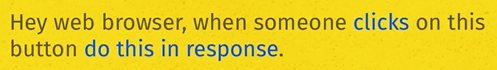 Hey web browser, when someone clicks on this
button do this in response.